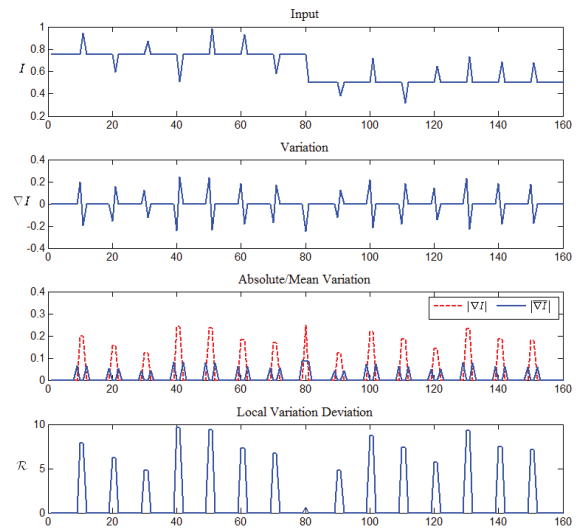 Input
1
0.8
I
0.6
0.4
0.2
0 20 40 60 80 100 120 140 160
Variation
0.4
0.2
∇I
0
-0.2
-0.4
0 20 40 60 80 100 120 140 160
Absolute/Mean Variation
0.4
|∇I| |∇I̅|
0.3
0.2
0.1
0
0 20 40 60 80 100 120 140 160
Local Variation Deviation
10
ℛ
5
0
0 20 40 60 80 100 120 140 160